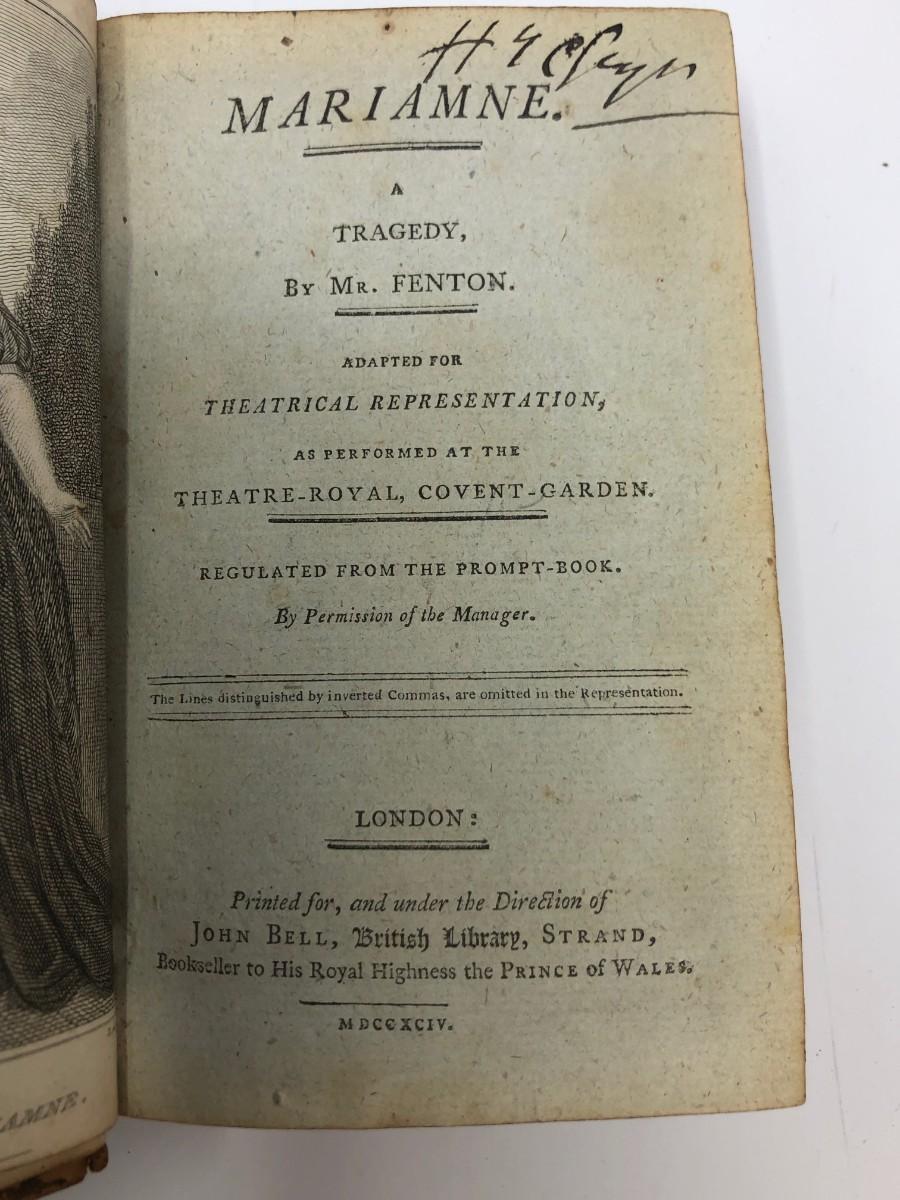 MARIAMNE.
A
TRAGEDY,
BY MR. FENTON.
ADAPTED FOR
THEATRICAL REPRESENTATION,
AS PERFORMED AT THE
THEATRE-ROYAL, COVENT-GARDEN.
REGULATED FROM THE PROMPT-BOOK.
By Permission of the Manager.
The Lines distinguished by inverted Commas, are omitted in the Representation.
LONDON:
Printed for, and under the Direction of
JOHN BELL, British Library, STRAND,
Bookseller to His Royal Highness the PRINCE of WALES.
MDCCXCIV.
AMNE.